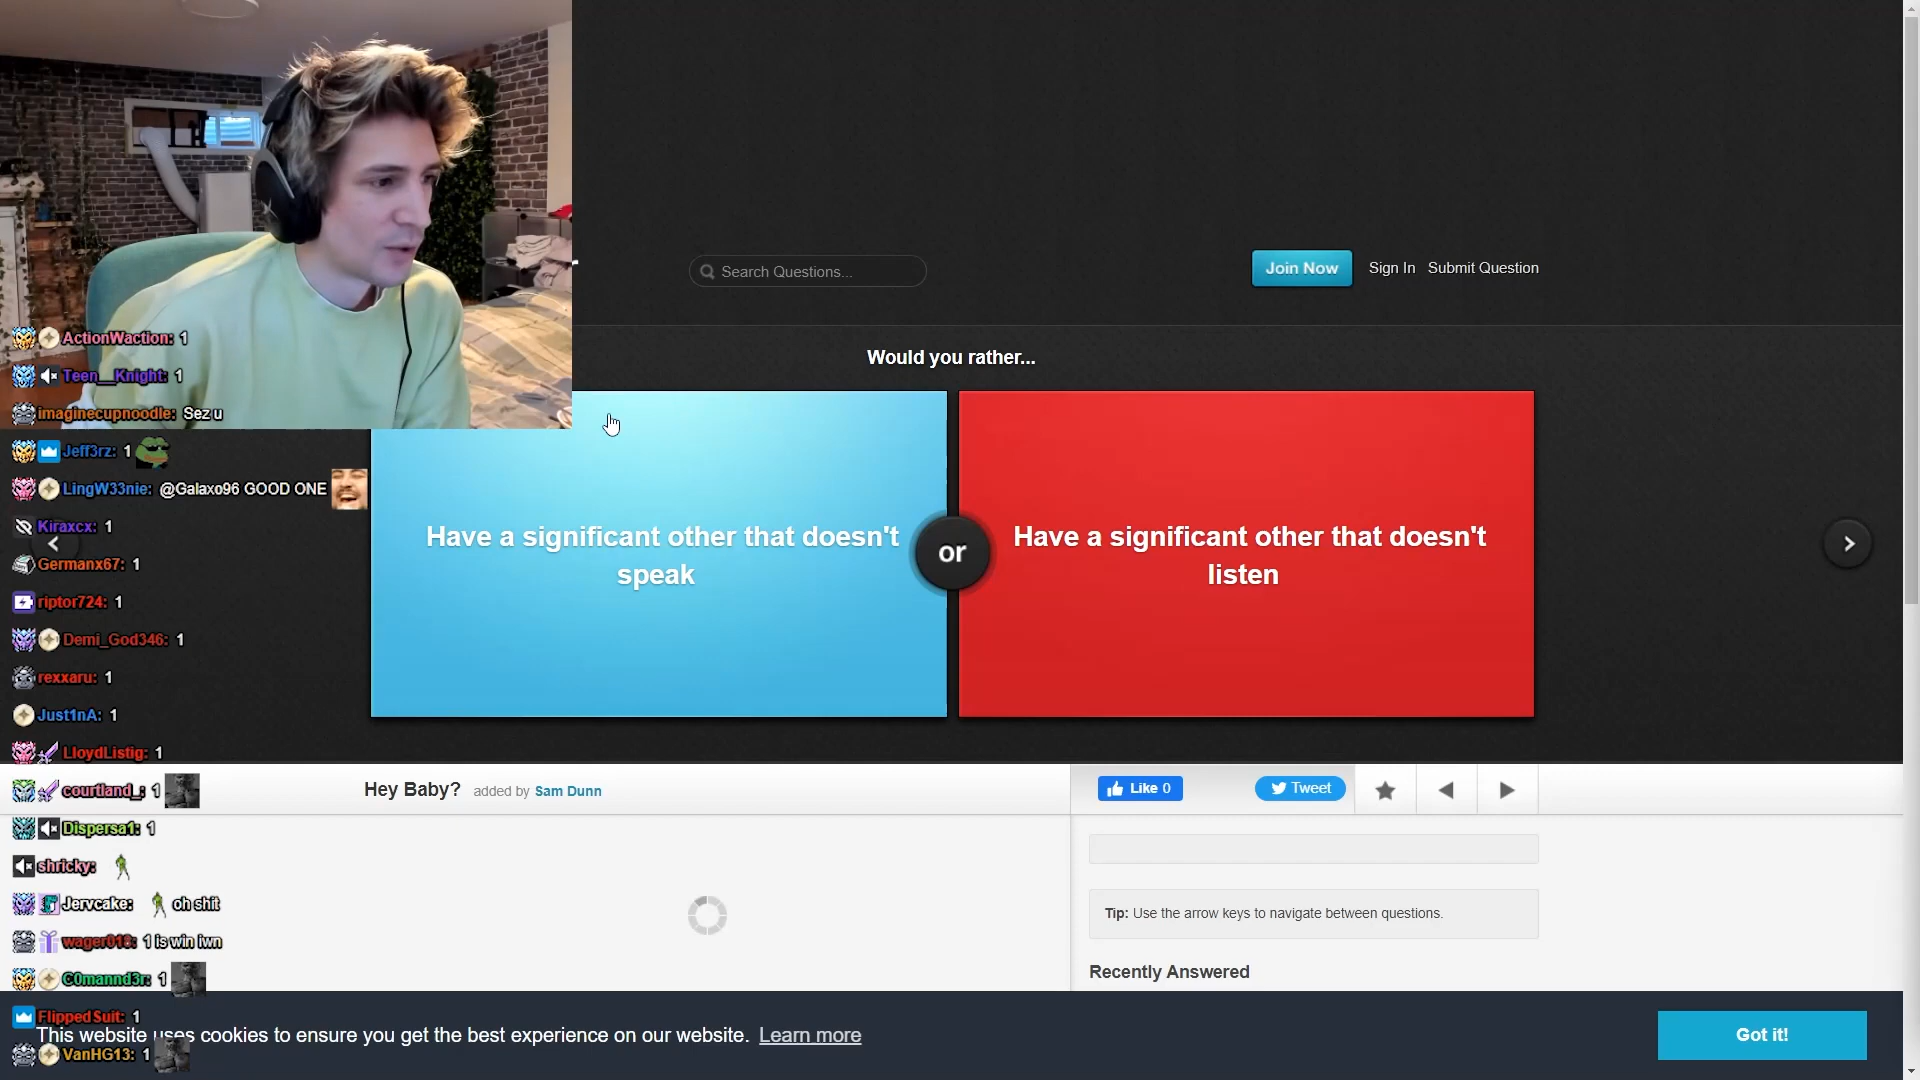 Search Questions...
Join Now
Sign In
Submit Question
Would you rather...
Have a significant other that doesn't
speak
or
Have a significant other that doesn't
listen
ActionWaction: 1
Teen__Knight: 1
imaginecupnoodle: Sez u
Jeff3rz: 1
LingW33nie: @Galaxo96 GOOD ONE
Kiraxcx: 1
Germanx67: 1
riptor724: 1
Demi_God346: 1
rexxaru: 1
Just1nA: 1
LloydListig: 1
courtland_: 1
Dispersa1: 1
shricky:
Jervcake: oh shit
wager018: 1 is win iwn
C0mannd3r: 1
FlippedSuit: 1
VanHG13: 1
Hey Baby? added by Sam Dunn
Like 0
Tweet
Tip: Use the arrow keys to navigate between questions.
Recently Answered
This website uses cookies to ensure you get the best experience on our website. Learn more
Got it!